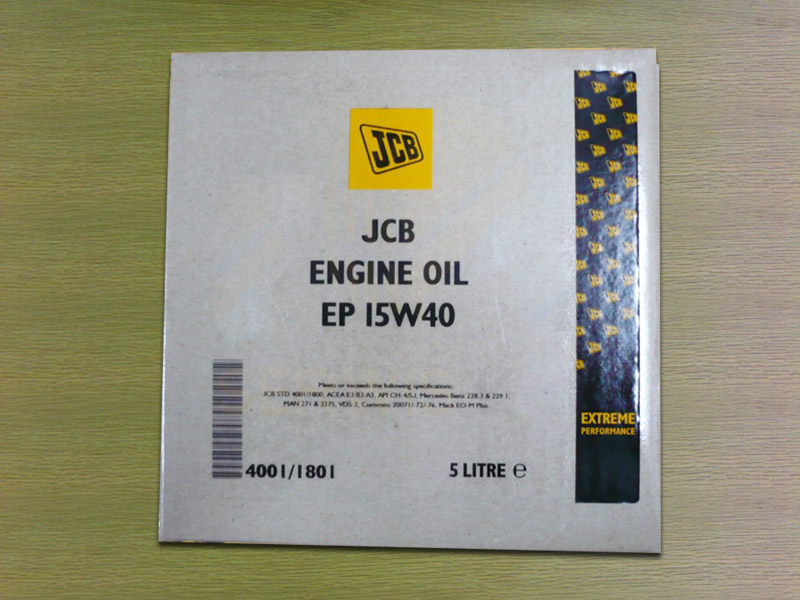 JCB
JCB
ENGINE OIL
EP 15W40
Meets or exceeds the following specifications:
JCB STD 4001/1800, ACEA E3 B3 A3, API CH-4/SJ, Mercedes Benz 228.3 & 229.1,
MAN 271 & 3275, VDS-2, Cummins 20071/-72/-76, Mack EO-M Plus.
4001/1801
5 LITRE ℮
EXTREME
PERFORMANCE